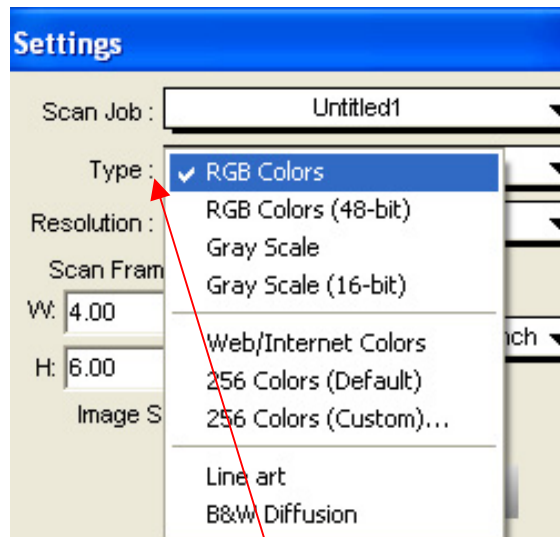 Settings
Scan Job : Untitled1
Type : RGB Colors
RGB Colors (48-bit)
Resolution :
Gray Scale
Scan Fram
Gray Scale (16-bit)
W: 4.00
Web/Internet Colors
nch
H: 6.00
256 Colors (Default)
Image S
256 Colors (Custom)...
Line art
B&W Diffusion